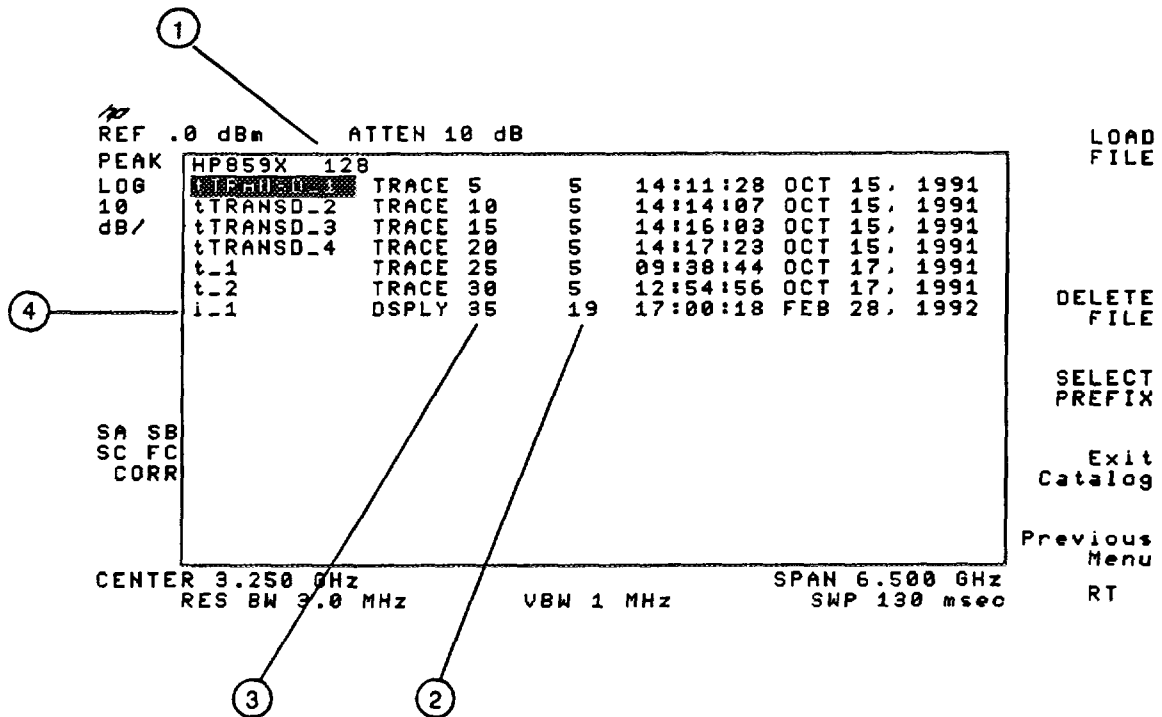 1
hp
REF .0 dBm ATTEN 10 dB
PEAK
LOG
10
dB/
HP859X 128
tTRANSD_1 TRACE 5 5 14:11:28 OCT 15, 1991
tTRANSD_2 TRACE 10 5 14:14:07 OCT 15, 1991
tTRANSD_3 TRACE 15 5 14:16:03 OCT 15, 1991
tTRANSD_4 TRACE 20 5 14:17:23 OCT 15, 1991
t_1 TRACE 25 5 09:38:44 OCT 17, 1991
t_2 TRACE 30 5 12:54:56 OCT 17, 1991
i_1 DSPLY 35 19 17:00:18 FEB 28, 1992
4
SA SB
SC FC
CORR
LOAD
FILE
DELETE
FILE
SELECT
PREFIX
Exit
Catalog
Previous
Menu
RT
CENTER 3.250 GHz SPAN 6.500 GHz
RES BW 3.0 MHz VBW 1 MHz SWP 130 msec
3
2